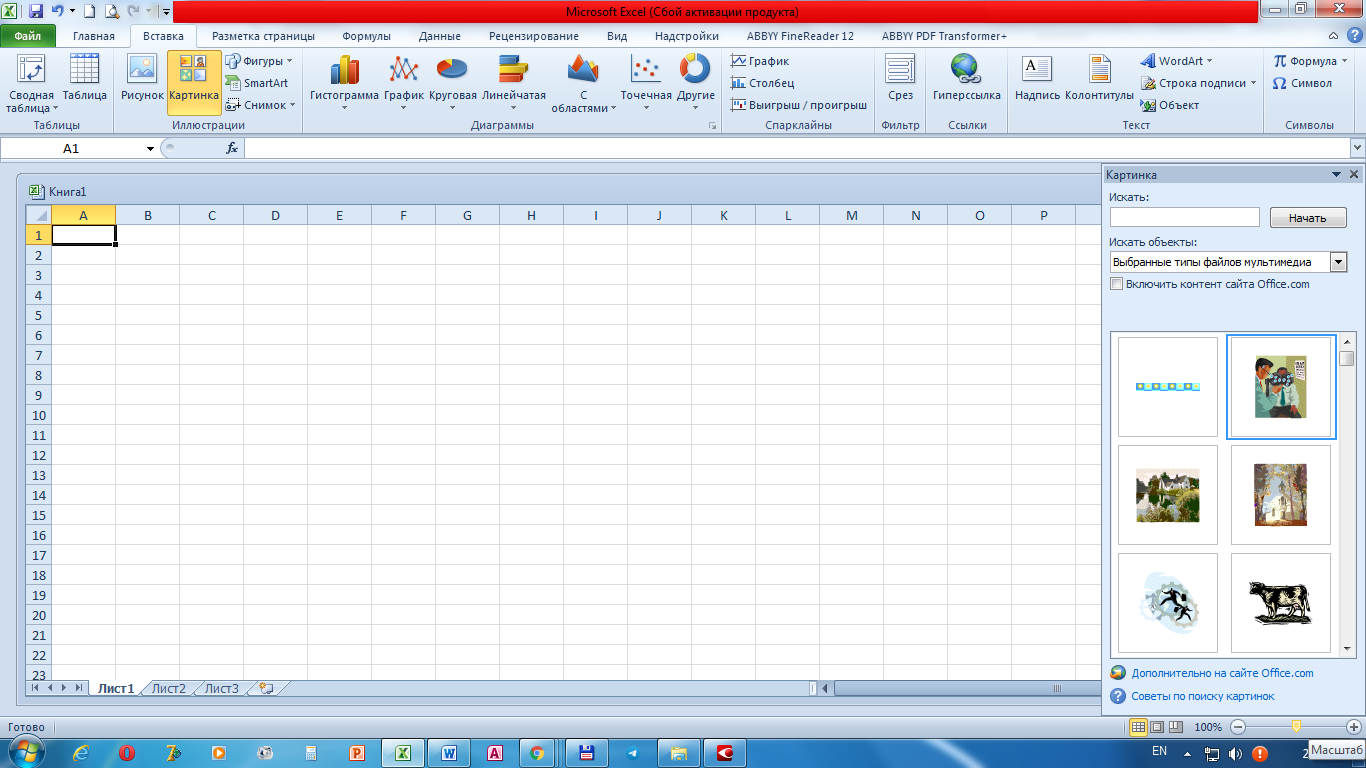 Microsoft Excel (Сбой активации продукта)
Файл Главная Вставка Разметка страницы Формулы Данные Рецензирование Вид Надстройки ABBYY FineReader 12 ABBYY PDF Transformer+
Сводная таблица
Таблица
Таблицы
Рисунок
Картинка
Фигуры
SmartArt
Снимок
Иллюстрации
Гистограмма
График
Круговая
Линейчатая
С областями
Точечная
Другие
Диаграммы
График
Столбец
Выигрыш / проигрыш
Спарклайны
Срез
Фильтр
Гиперссылка
Ссылки
Надпись
Колонтитулы
WordArt
Строка подписи
Объект
Текст
Формула
Символ
Символы
A1 fx
Книга1
A B C D E F G H I J K L M N O P
1
2
3
4
5
6
7
8
9
10
11
12
13
14
15
16
17
18
19
20
21
22
23
Лист1 Лист2 Лист3
Картинка
Искать:
Начать
Искать объекты:
Выбранные типы файлов мультимедиа
Включить контент сайта Office.com
Дополнительно на сайте Office.com
Советы по поиску картинок
Готово
100%
EN
Масштаб